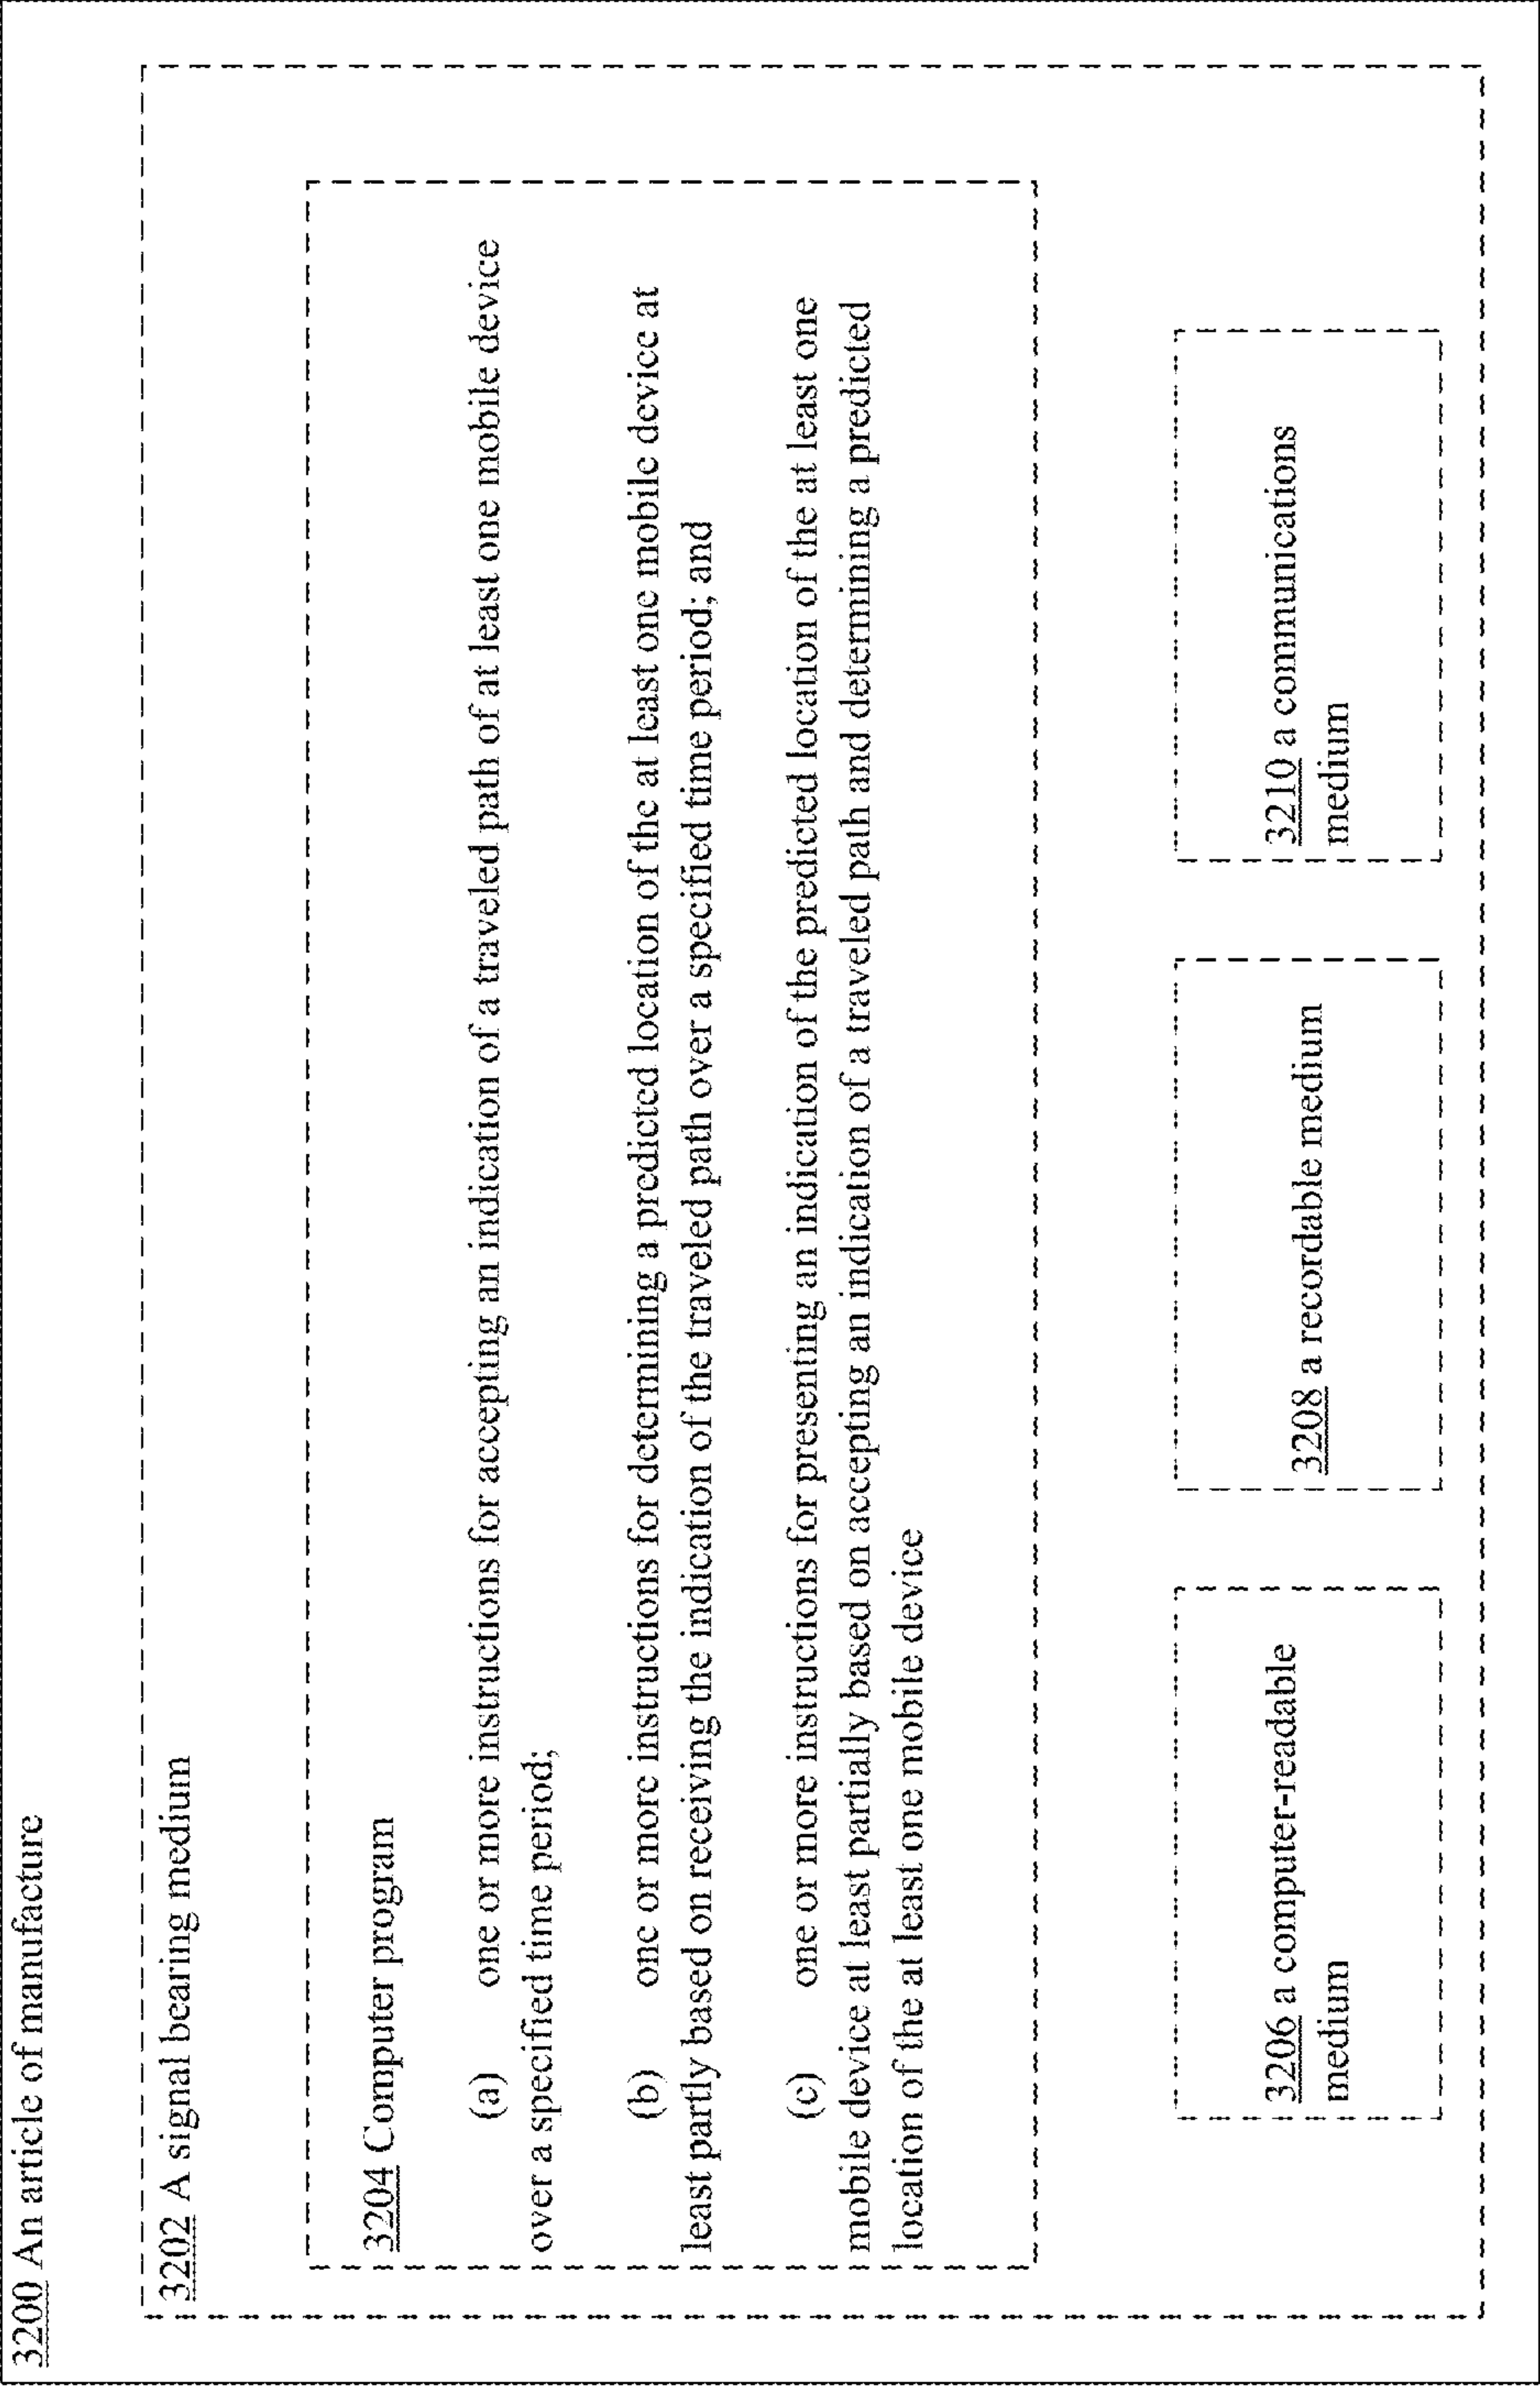 3200 An article of manufacture
3202 A signal bearing medium
3204 Computer program
(a) one or more instructions for accepting an indication of a traveled path of at least one mobile device
over a specified time period;
(b) one or more instructions for determining a predicted location of the at least one mobile device at
least partly based on receiving the indication of the traveled path over a specified time period; and
(c) one or more instructions for presenting an indication of the predicted location of the at least one
mobile device at least partially based on accepting an indication of a traveled path and determining a predicted
location of the at least one mobile device
3206 a computer-readable
medium
3208 a recordable medium
3210 a communications
medium